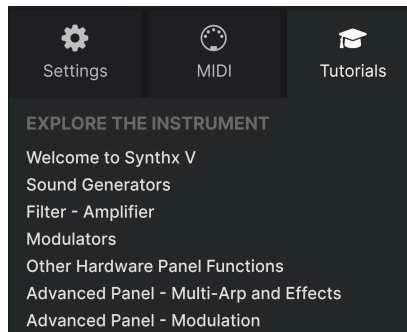 Settings
MIDI
Tutorials
EXPLORE THE INSTRUMENT
Welcome to Synthx V
Sound Generators
Filter - Amplifier
Modulators
Other Hardware Panel Functions
Advanced Panel - Multi-Arp and Effects
Advanced Panel - Modulation